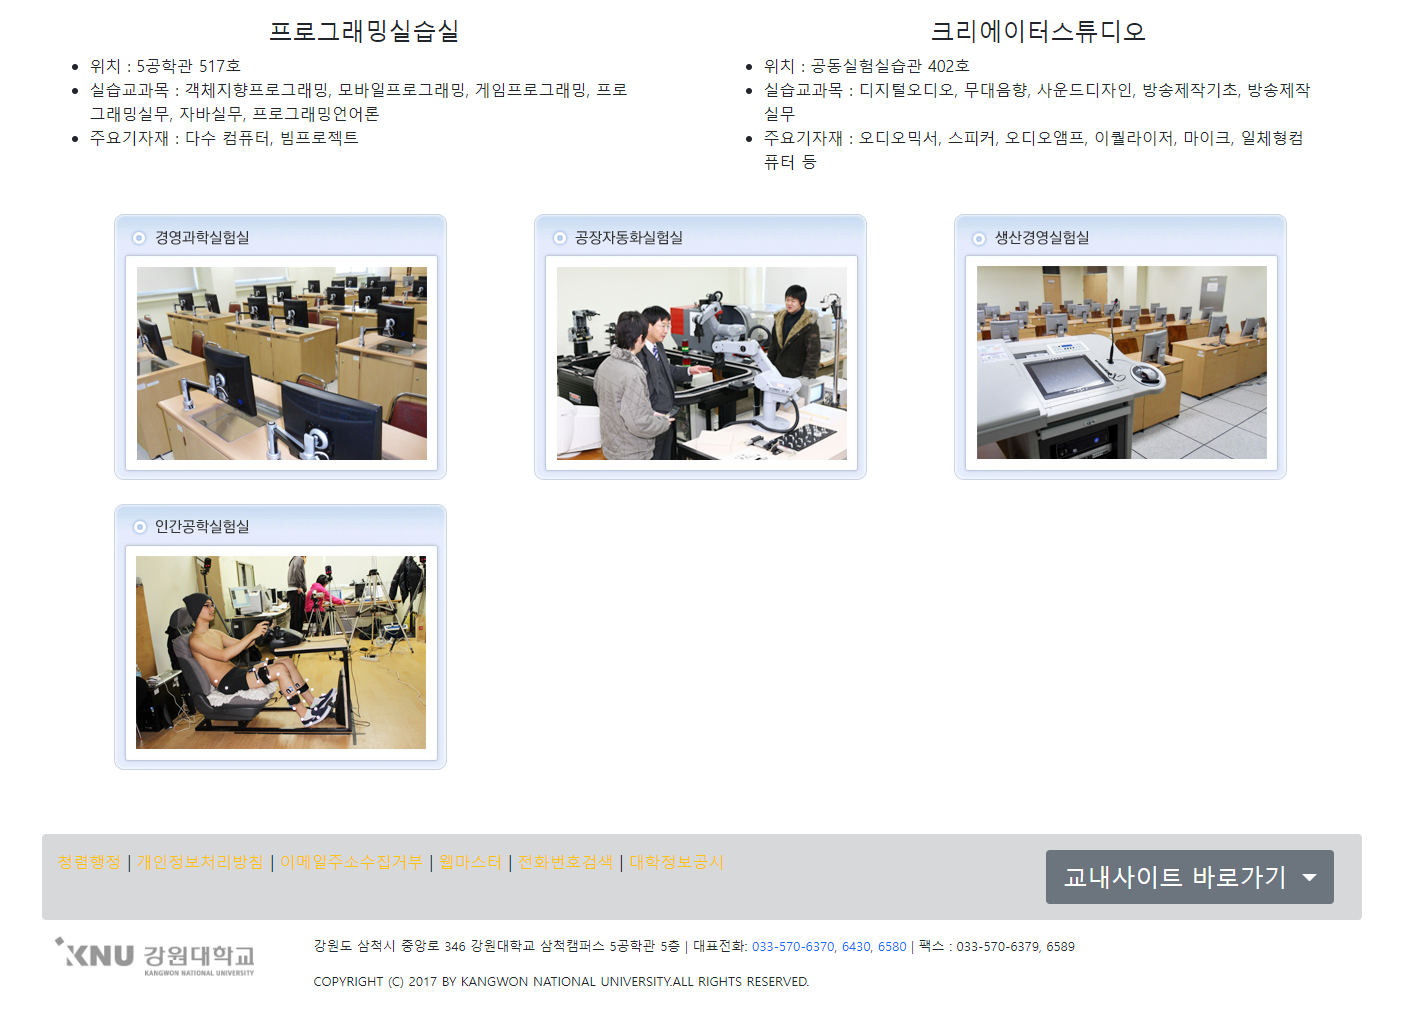 프로그래밍실습실
위치 : 5공학관 517호
실습교과목 : 객체지향프로그래밍, 모바일프로그래밍, 게임프로그래밍, 프로
그래밍실무, 자바실무, 프로그래밍언어론
주요기자재 : 다수 컴퓨터, 빔프로젝트
크리에이터스튜디오
위치 : 공동실험실습관 402호
실습교과목 : 디지털오디오, 무대음향, 사운드디자인, 방송제작기초, 방송제작
실무
주요기자재 : 오디오믹서, 스피커, 오디오앰프, 이퀄라이저, 마이크, 일체형컴
퓨터 등
경영과학실험실
공장자동화실험실
생산경영실험실
인간공학실험실
청렴행정 | 개인정보처리방침 | 이메일주소수집거부 | 웹마스터 | 전화번호검색 | 대학정보공시
교내사이트 바로가기
KNU 강원대학교
KANGWON NATIONAL UNIVERSITY
강원도 삼척시 중앙로 346 강원대학교 삼척캠퍼스 5공학관 5층 | 대표전화: 033-570-6370, 6430, 6580 | 팩스 : 033-570-6379, 6589
COPYRIGHT (C) 2017 BY KANGWON NATIONAL UNIVERSITY.ALL RIGHTS RESERVED.